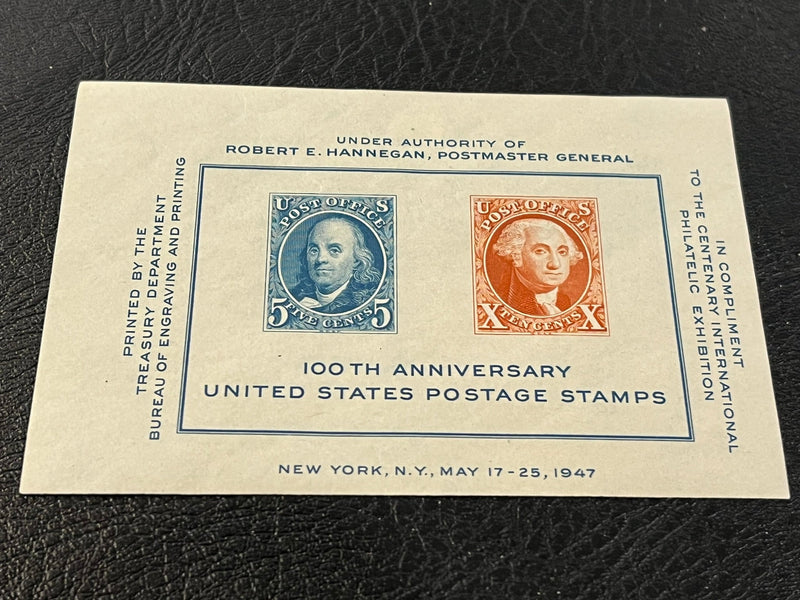 UNDER AUTHORITY OF
ROBERT E. HANNEGAN, POSTMASTER GENERAL
PRINTED BY THE
TREASURY DEPARTMENT
BUREAU OF ENGRAVING AND PRINTING
U S
POST OFFICE
5 FIVE CENTS 5
U S
POST OFFICE
X TEN CENTS X
100TH ANNIVERSARY
UNITED STATES POSTAGE STAMPS
IN COMPLIMENT
TO THE CENTENARY INTERNATIONAL
PHILATELIC EXHIBITION
NEW YORK, N.Y., MAY 17-25, 1947